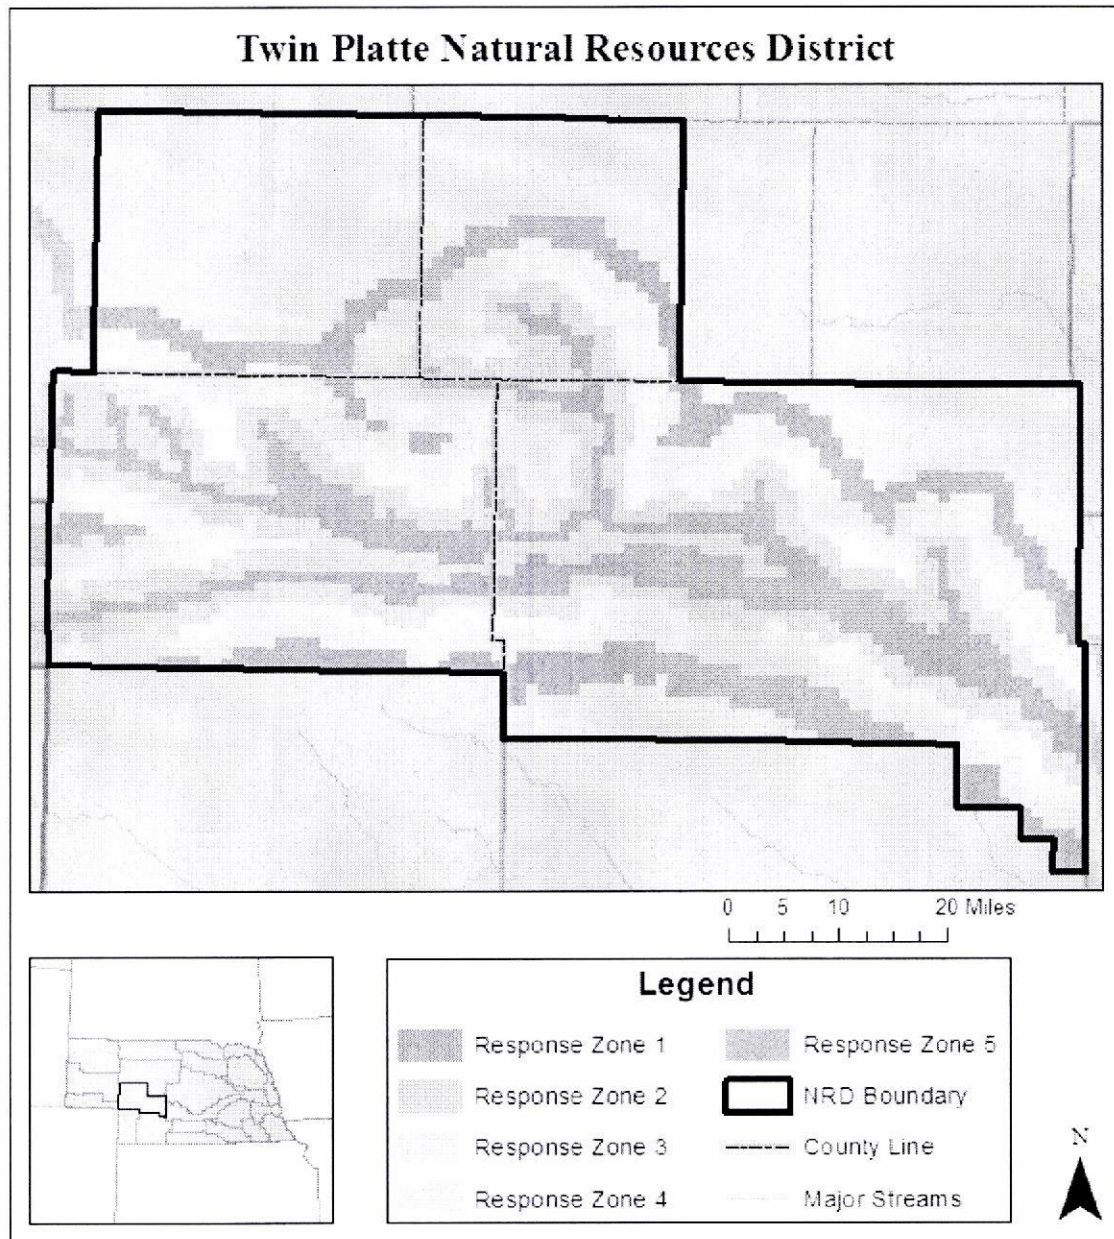 Twin Platte Natural Resources District
0 5 10 20 Miles
Legend
Response Zone 1
Response Zone 2
Response Zone 3
Response Zone 4
Response Zone 5
NRD Boundary
County Line
Major Streams
N